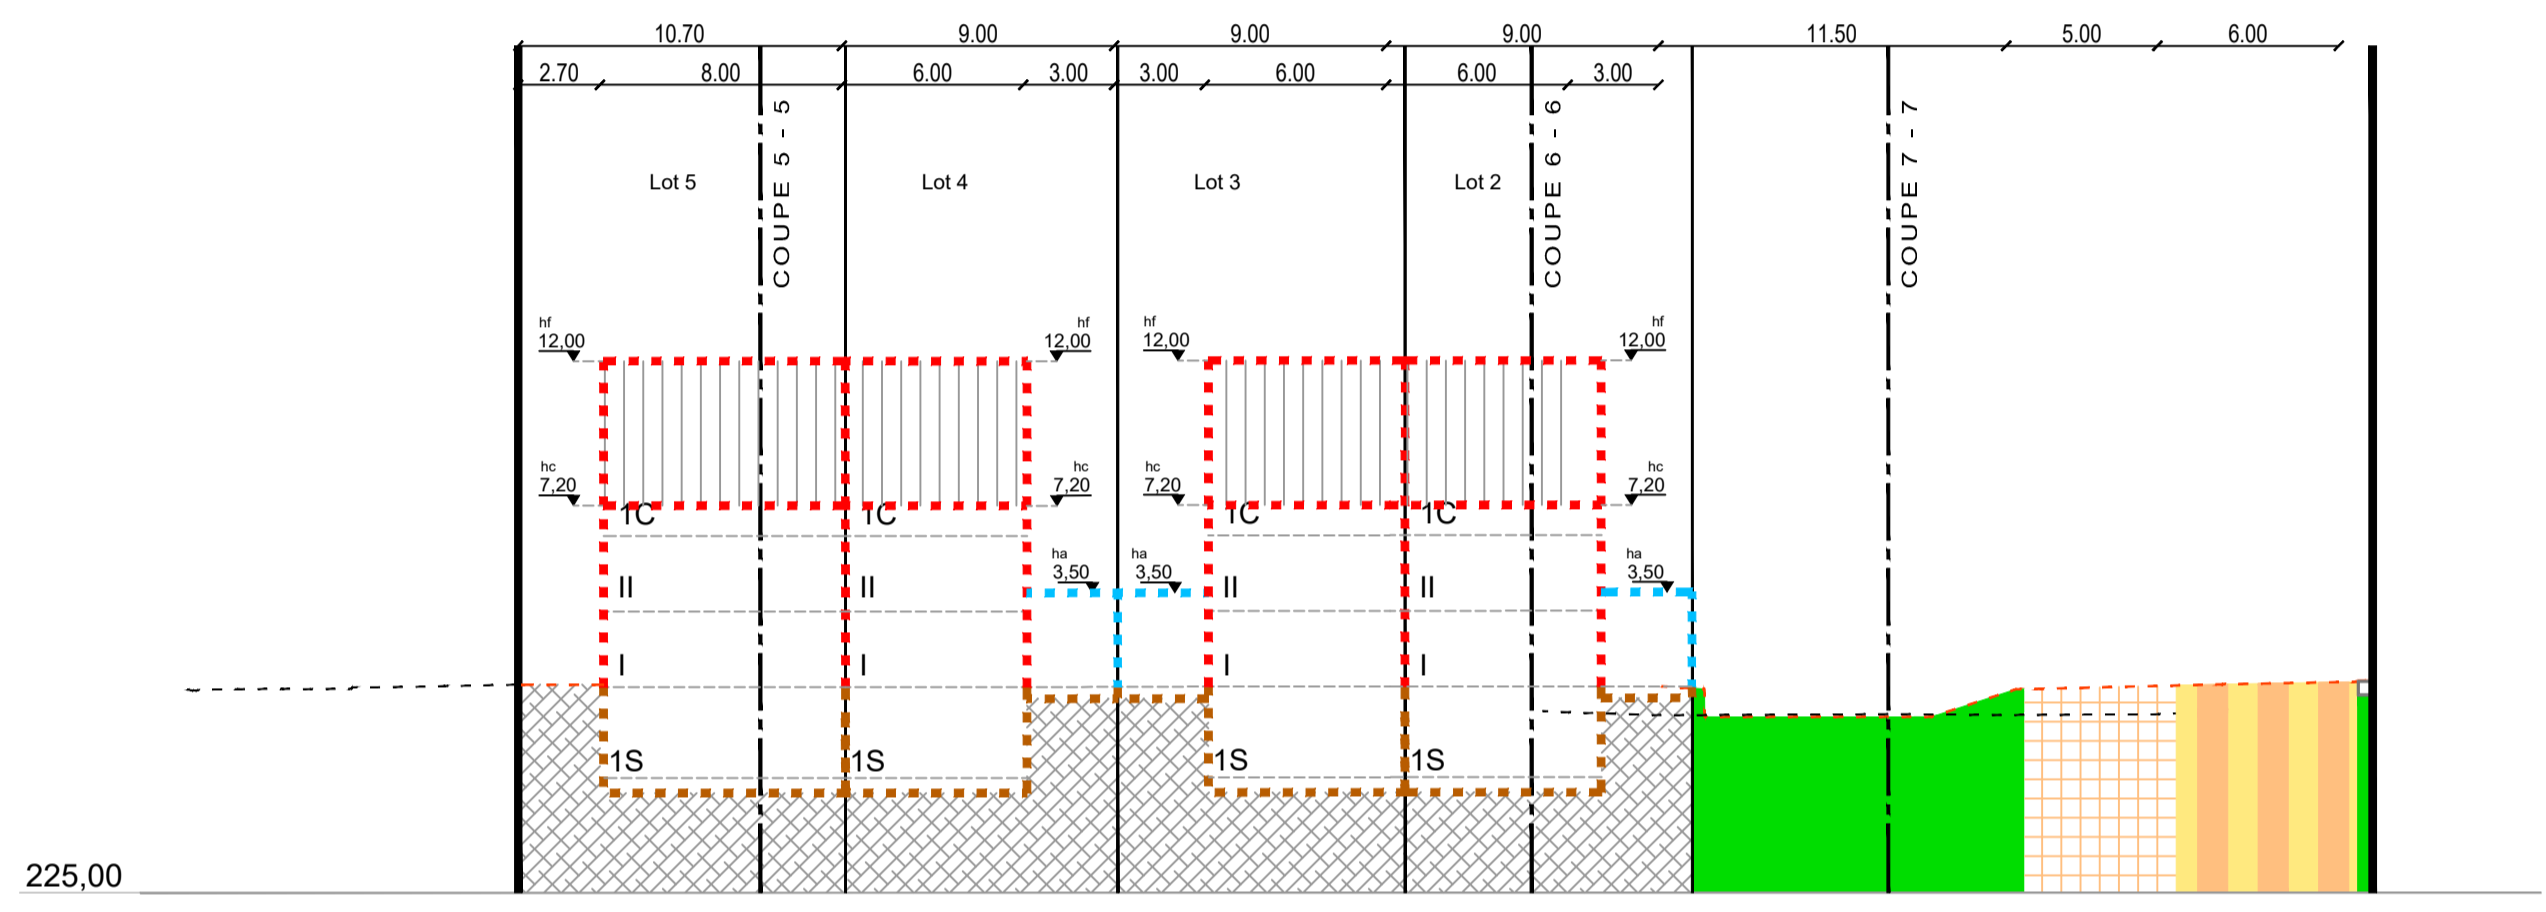 10.70 9.00 9.00 9.00 11.50 5.00 6.00
2.70 8.00 6.00 3.00 3.00 6.00 6.00 3.00
COUPE 5 - 5
COUPE 6 - 6
COUPE 7 - 7
Lot 5 Lot 4 Lot 3 Lot 2
hf hf hf hf
12,00 12,00 12,00 12,00
hc hc hc hc
7,20 7,20 7,20 7,20
1C 1C 1C 1C
ha ha ha
3,50 3,50 3,50
II II II II
I I I I
1S 1S 1S 1S
225,00